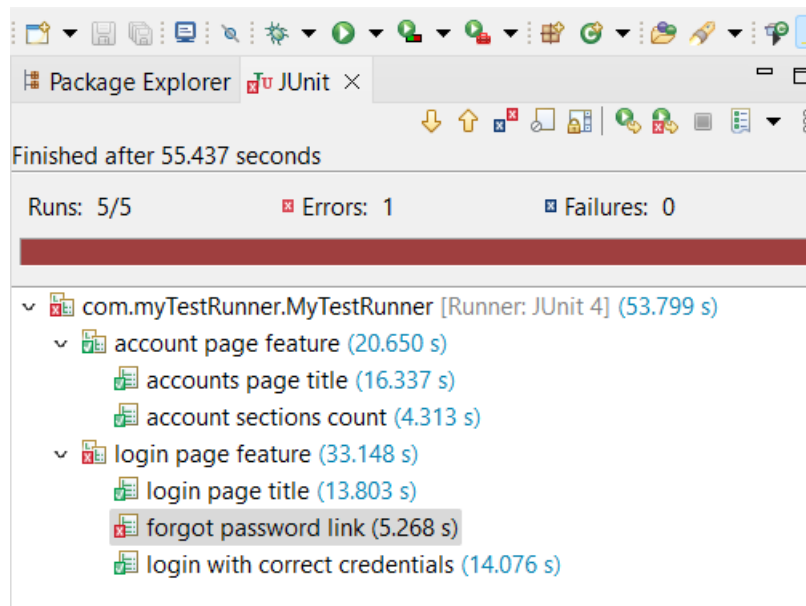 Package Explorer JUnit
Finished after 55.437 seconds
Runs: 5/5 Errors: 1 Failures: 0
com.myTestRunner.MyTestRunner [Runner: JUnit 4] (53.799 s)
account page feature (20.650 s)
accounts page title (16.337 s)
account sections count (4.313 s)
login page feature (33.148 s)
login page title (13.803 s)
forgot password link (5.268 s)
login with correct credentials (14.076 s)